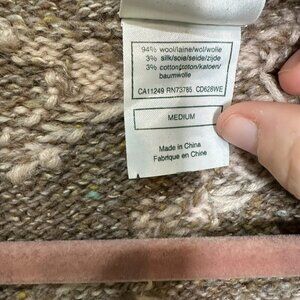 94% wool/laine/wol/wolle
3% silk/soie/seide/zijde
3% cotton/coton/katoen/
baumwolle
CA11249 RN73765 CD628WE
MEDIUM
Made in China
Fabriqué en Chine